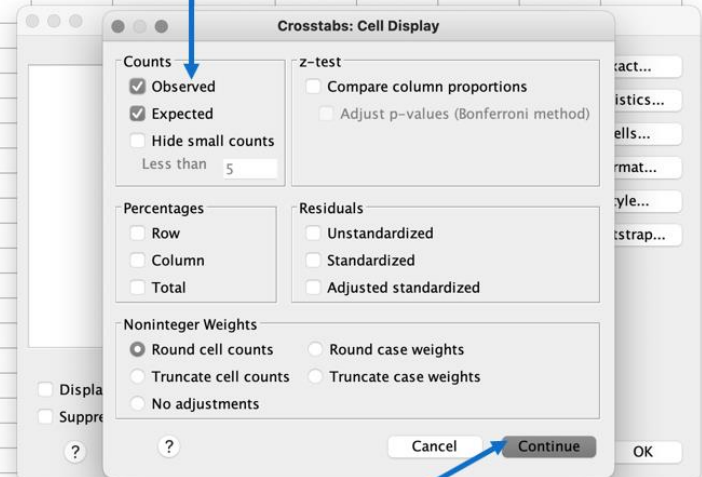 Crosstabs: Cell Display
Counts
Observed
Expected
Hide small counts
Less than 5
z-test
Compare column proportions
Adjust p-values (Bonferroni method)
Percentages
Row
Column
Total
Residuals
Unstandardized
Standardized
Adjusted standardized
Noninteger Weights
Round cell counts
Round case weights
Truncate cell counts
Truncate case weights
No adjustments
?
Cancel
Continue
xact...
istics...
ells...
rmat...
tyle...
tstrap...
Displa
Suppre
?
OK